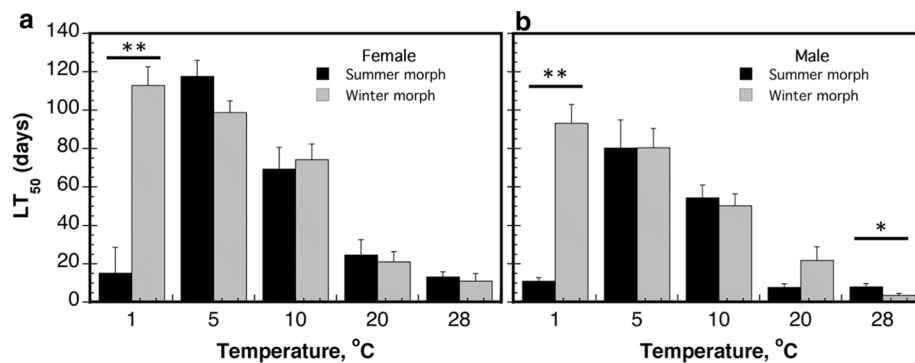 a
140
120
100
80
60
40
20
0
LT50 (days)
**
Female
Summer morph
Winter morph
1 5 10 20 28
Temperature, °C
b
**
Male
Summer morph
Winter morph
*
1 5 10 20 28
Temperature, °C